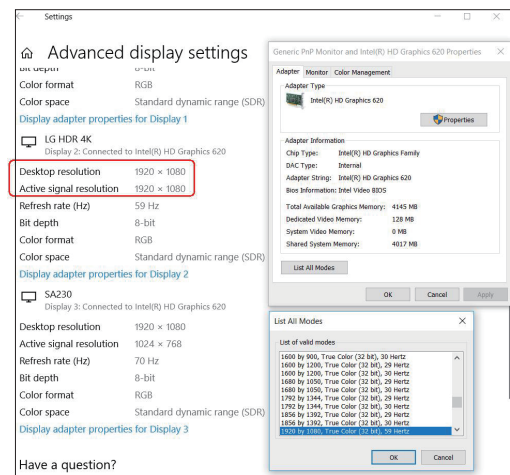 Settings
Advanced display settings
Bit depth 8-bit
Color format RGB
Color space Standard dynamic range (SDR)
Display adapter properties for Display 1
LG HDR 4K
Display 2: Connected to Intel(R) HD Graphics 620
Desktop resolution 1920 × 1080
Active signal resolution 1920 × 1080
Refresh rate (Hz) 59 Hz
Bit depth 8-bit
Color format RGB
Color space Standard dynamic range (SDR)
Display adapter properties for Display 2
SA230
Display 3: Connected to Intel(R) HD Graphics 620
Desktop resolution 1920 × 1080
Active signal resolution 1024 × 768
Refresh rate (Hz) 70 Hz
Bit depth 8-bit
Color format RGB
Color space Standard dynamic range (SDR)
Display adapter properties for Display 3
Have a question?
Generic PnP Monitor and Intel(R) HD Graphics 620 Properties
Adapter Monitor Color Management
Adapter Type
Intel(R) HD Graphics 620
Properties
Adapter Information
Chip Type: Intel(R) HD Graphics Family
DAC Type: Internal
Adapter String: Intel(R) HD Graphics 620
Bios Information: Intel Video BIOS
Total Available Graphics Memory: 4145 MB
Dedicated Video Memory: 128 MB
System Video Memory: 0 MB
Shared System Memory: 4017 MB
List All Modes
OK Cancel Apply
List All Modes
List of valid modes
1600 by 900, True Color (32 bit), 30 Hertz
1600 by 1200, True Color (32 bit), 29 Hertz
1600 by 1200, True Color (32 bit), 30 Hertz
1680 by 1050, True Color (32 bit), 29 Hertz
1680 by 1050, True Color (32 bit), 30 Hertz
1792 by 1344, True Color (32 bit), 29 Hertz
1792 by 1344, True Color (32 bit), 30 Hertz
1856 by 1392, True Color (32 bit), 29 Hertz
1856 by 1392, True Color (32 bit), 30 Hertz
1920 by 1080, True Color (32 bit), 59 Hertz
OK Cancel